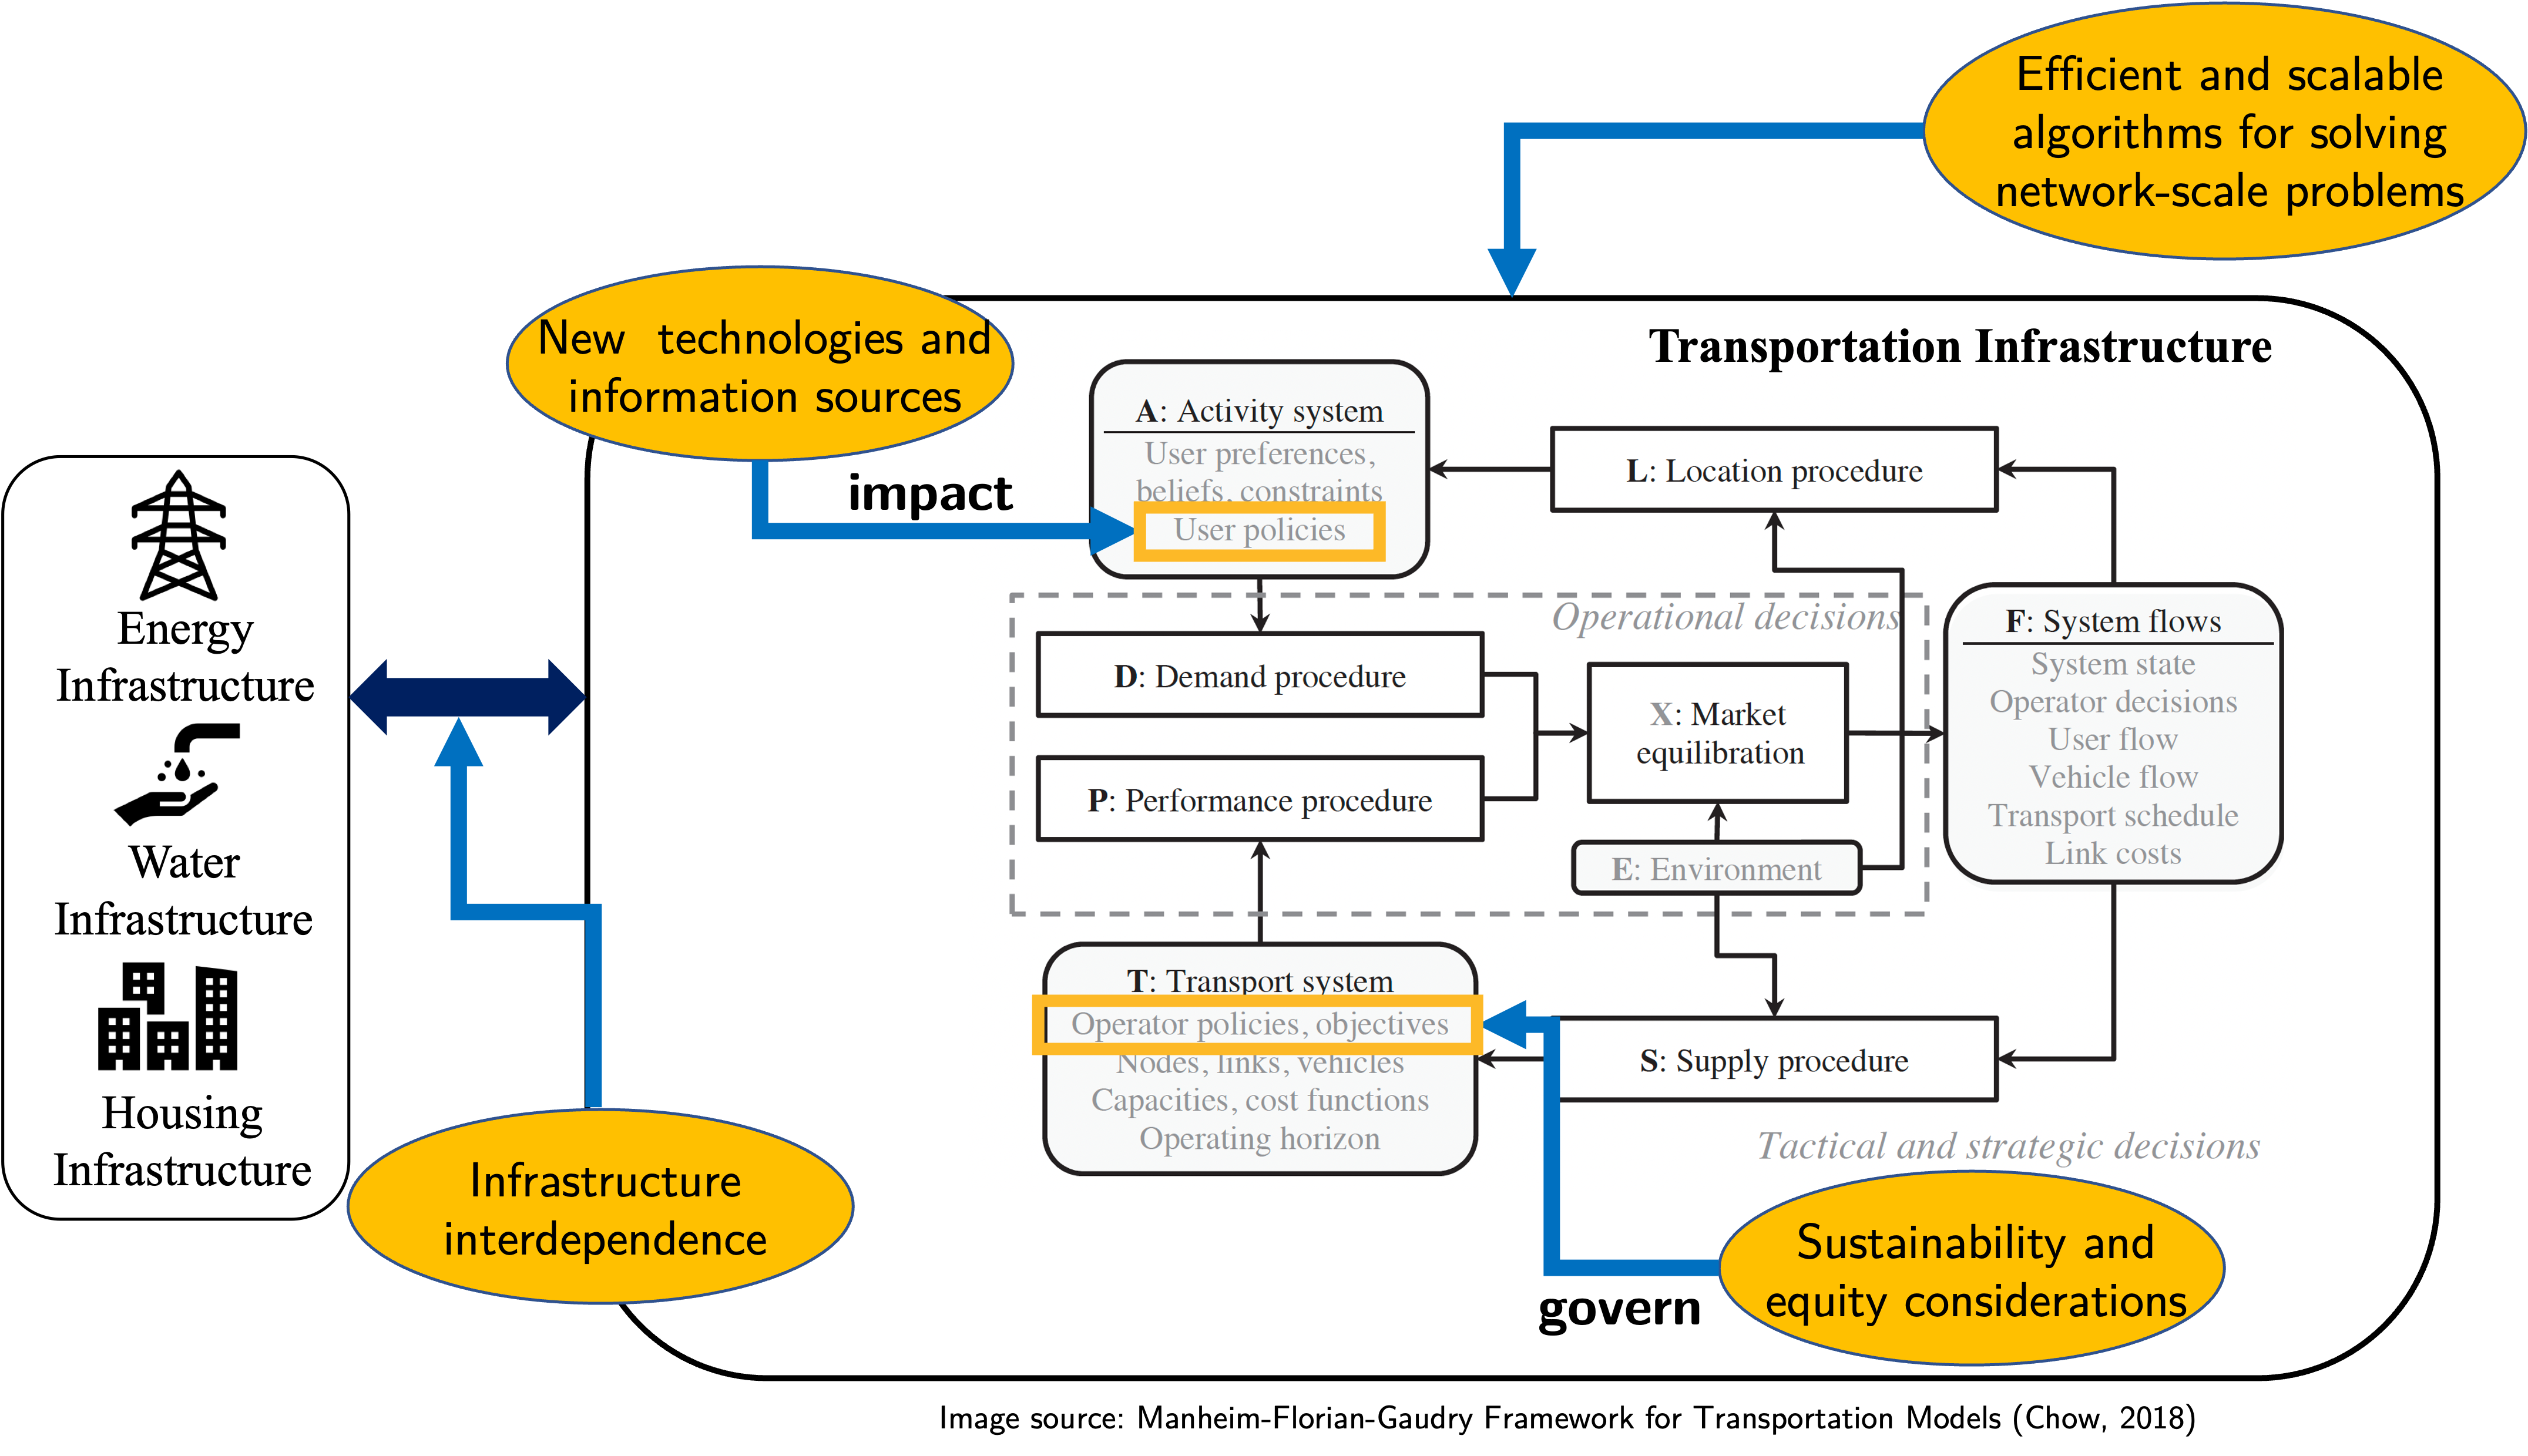 Efficient and scalable
algorithms for solving
network-scale problems
New technologies and
information sources
impact
Transportation Infrastructure
A: Activity system
User preferences,
beliefs, constraints
User policies
L: Location procedure
Operational decisions
D: Demand procedure
P: Performance procedure
X: Market
equilibration
E: Environment
F: System flows
System state
Operator decisions
User flow
Vehicle flow
Transport schedule
Link costs
T: Transport system
Operator policies, objectives
Nodes, links, vehicles
Capacities, cost functions
Operating horizon
S: Supply procedure
Tactical and strategic decisions
Energy
Infrastructure
Water
Infrastructure
Housing
Infrastructure
Infrastructure
interdependence
govern
Sustainability and
equity considerations
Image source: Manheim-Florian-Gaudry Framework for Transportation Models (Chow, 2018)